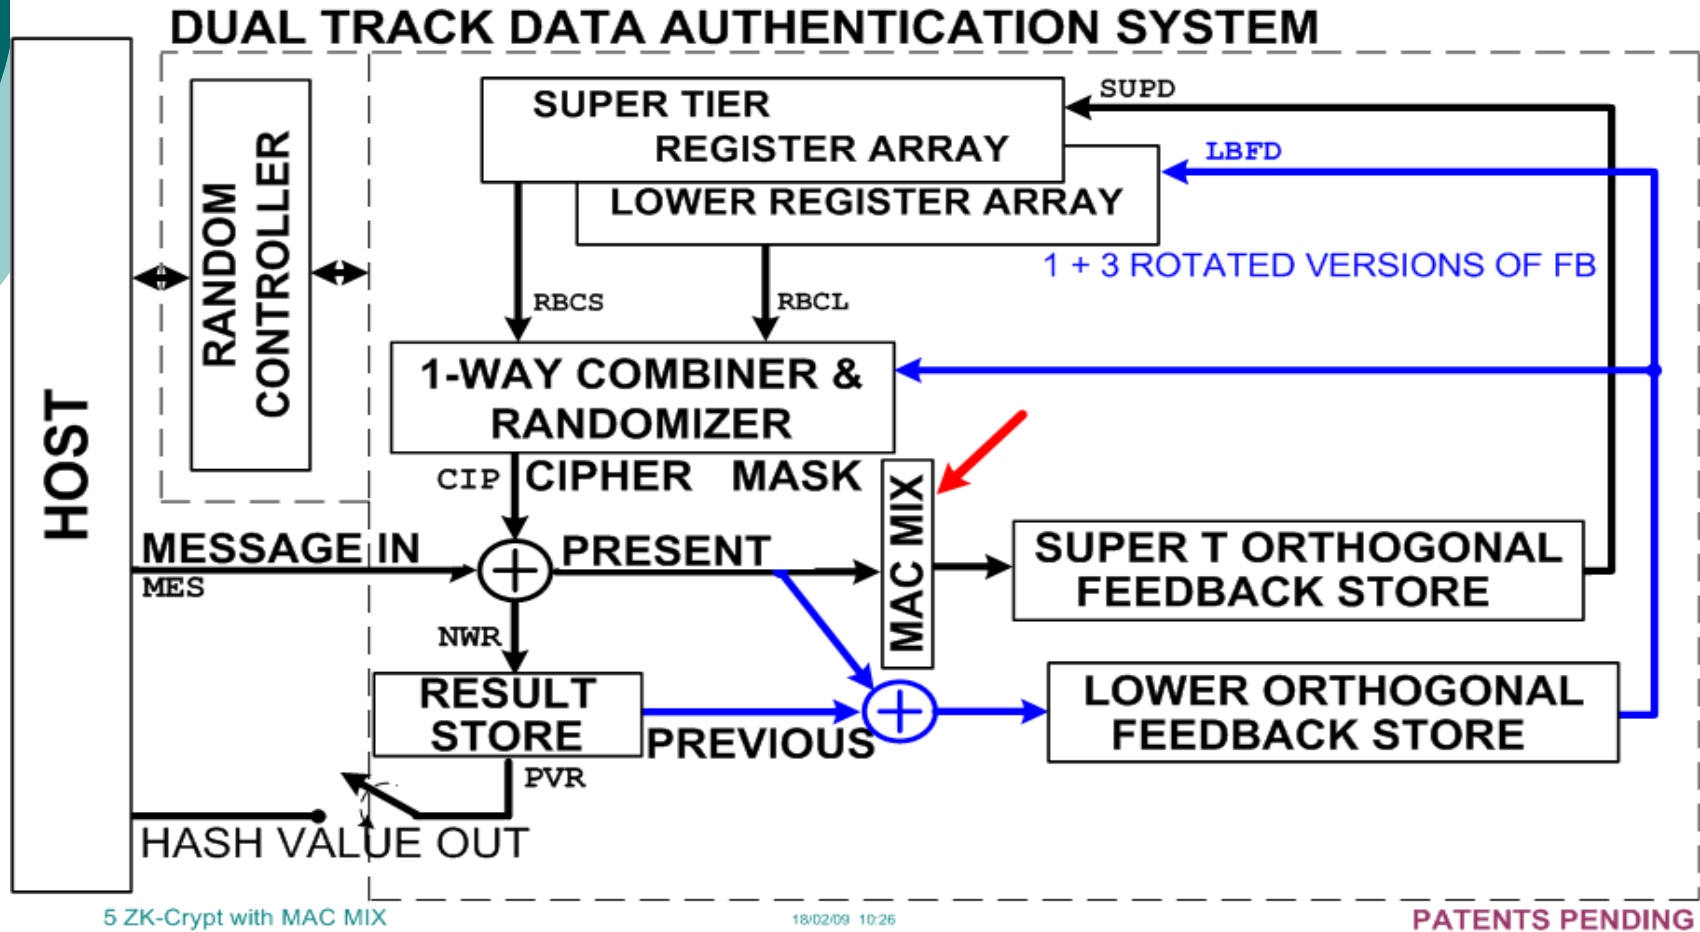 DUAL TRACK DATA AUTHENTICATION SYSTEM
HOST
RANDOM
CONTROLLER
SUPER TIER
REGISTER ARRAY
SUPD
LBFD
LOWER REGISTER ARRAY
1 + 3 ROTATED VERSIONS OF FB
RBCS
RBCL
1-WAY COMBINER &
RANDOMIZER
CIP
CIPHER MASK
MAC MIX
MESSAGE IN
MES
PRESENT
SUPER T ORTHOGONAL
FEEDBACK STORE
NWR
RESULT
STORE
PREVIOUS
LOWER ORTHOGONAL
FEEDBACK STORE
PVR
HASH VALUE OUT
5 ZK-Crypt with MAC MIX
18/02/09 10:26
PATENTS PENDING